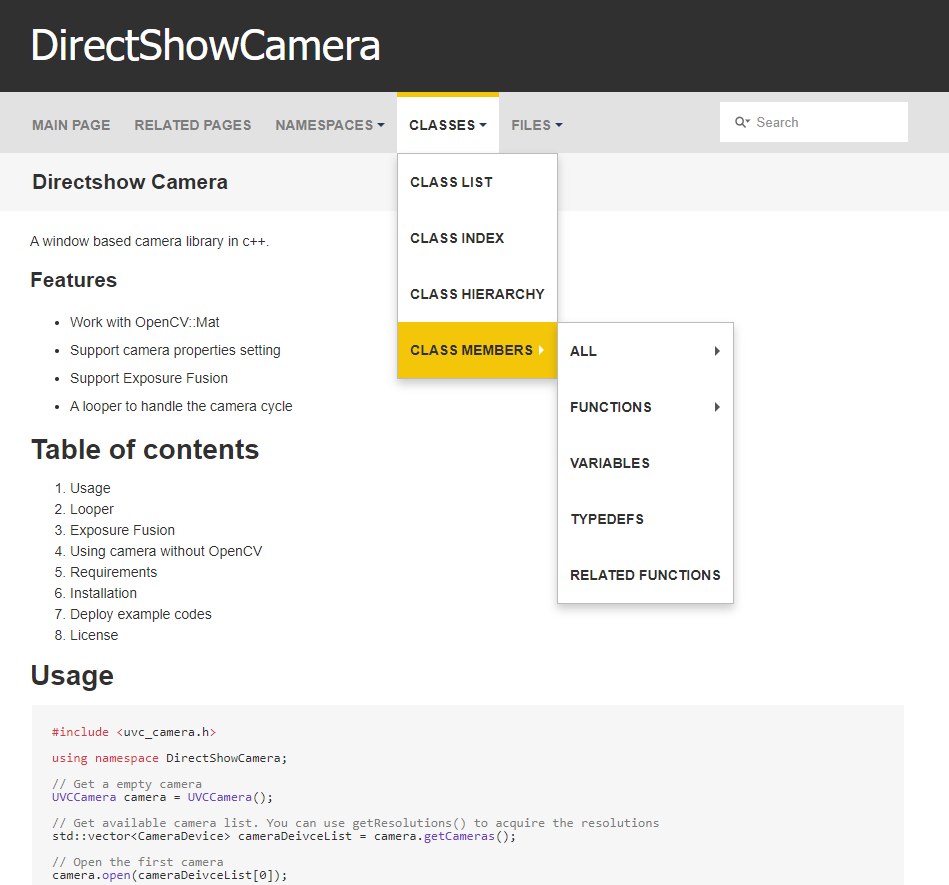 DirectShowCamera
MAIN PAGE RELATED PAGES NAMESPACES CLASSES FILES Search
Directshow Camera
CLASS LIST
CLASS INDEX
CLASS HIERARCHY
CLASS MEMBERS
ALL
FUNCTIONS
VARIABLES
TYPEDEFS
RELATED FUNCTIONS
A window based camera library in c++.
Features
• Work with OpenCV::Mat
• Support camera properties setting
• Support Exposure Fusion
• A looper to handle the camera cycle
Table of contents
1. Usage
2. Looper
3. Exposure Fusion
4. Using camera without OpenCV
5. Requirements
6. Installation
7. Deploy example codes
8. License
Usage
#include <uvc_camera.h>
using namespace DirectShowCamera;
// Get a empty camera
UVCCamera camera = UVCCamera();
// Get available camera list. You can use getResolutions() to acquire the resolutions
std::vector<CameraDevice> cameraDeivceList = camera.getCameras();
// Open the first camera
camera.open(cameraDeivceList[0]);